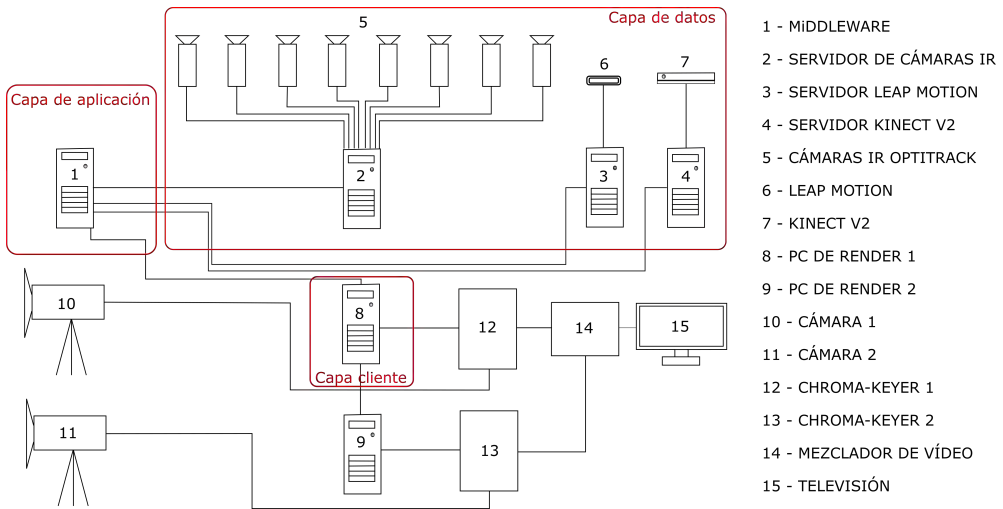 Capa de datos
5
6
7
Capa de aplicación
1
2
3
4
10
8
12
14
15
Capa cliente
11
9
13
1 - MiDDLEWARE
2 - SERVIDOR DE CÁMARAS IR
3 - SERVIDOR LEAP MOTION
4 - SERVIDOR KINECT V2
5 - CÁMARAS IR OPTITRACK
6 - LEAP MOTION
7 - KINECT V2
8 - PC DE RENDER 1
9 - PC DE RENDER 2
10 - CÁMARA 1
11 - CÁMARA 2
12 - CHROMA-KEYER 1
13 - CHROMA-KEYER 2
14 - MEZCLADOR DE VÍDEO
15 - TELEVISIÓN